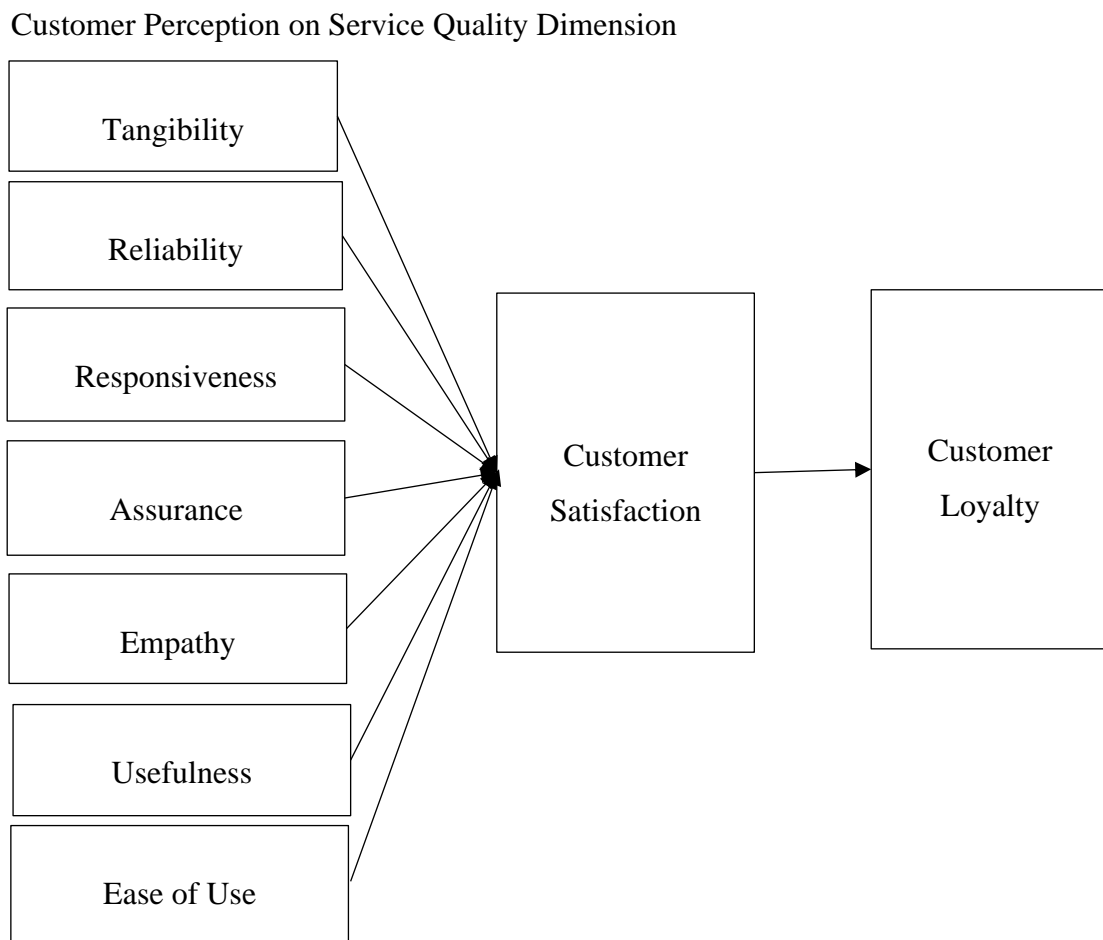 Customer Perception on Service Quality Dimension
Tangibility
Reliability
Responsiveness
Assurance
Empathy
Usefulness
Ease of Use
Customer
Satisfaction
Customer
Loyalty